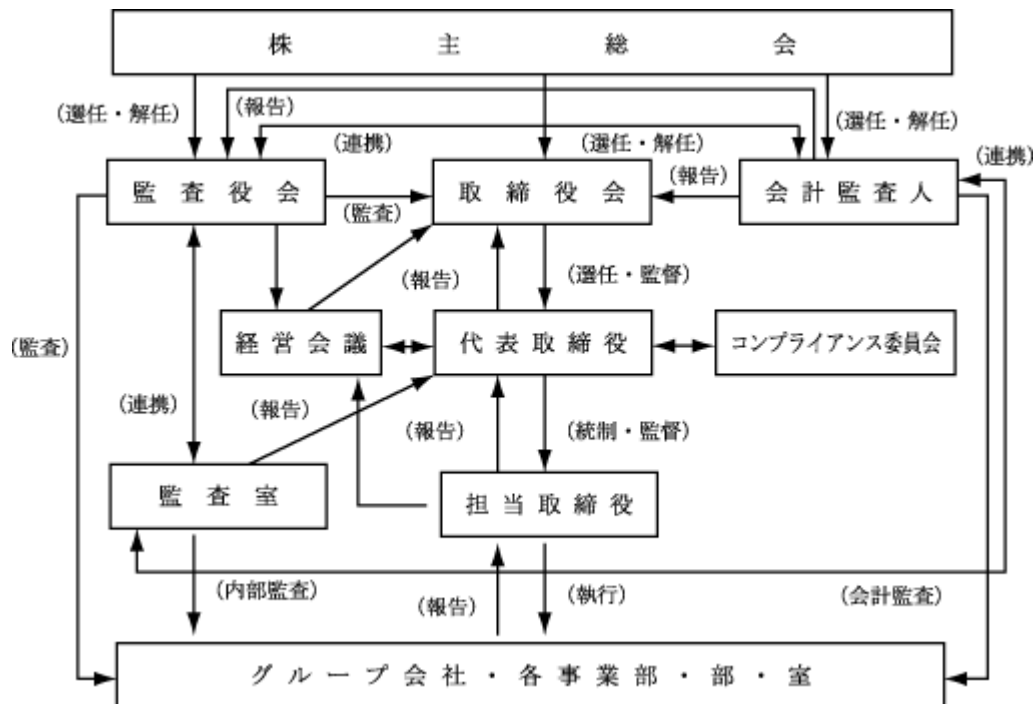 株主総会
(選任・解任)
(報告)
(選任・解任)
(連携)
(選任・解任)
(連携)
監査役会
(監査)
取締役会
(報告)
会計監査人
(報告)
(選任・監督)
(監査)
経営会議
代表取締役
コンプライアンス委員会
(連携)
(報告)
(報告)
(統制・監督)
監査室
担当取締役
(内部監査)
(報告)
(執行)
(会計監査)
グループ会社・各事業部・部・室